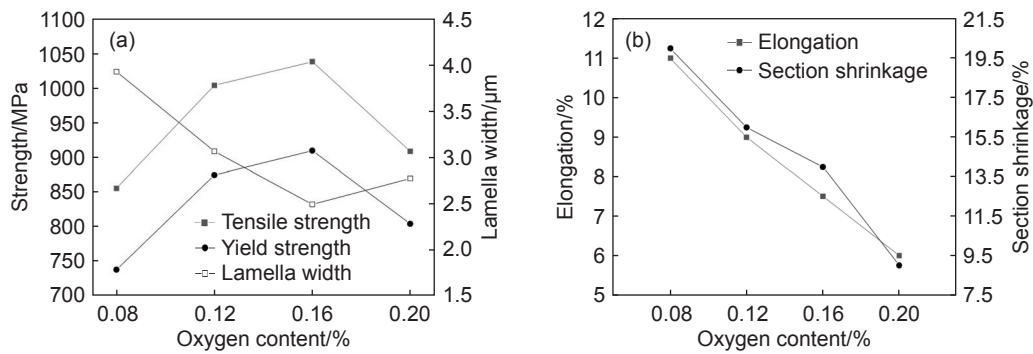 (a)
Strength/MPa
1100
1050
1000
950
900
850
800
750
700
Tensile strength
Yield strength
Lamella width
4.5
4.0
3.5
3.0
2.5
2.0
1.5
Lamella width/μm
0.08 0.12 0.16 0.20
Oxygen content/%
(b)
Elongation/%
12
11
10
9
8
7
6
5
Elongation
Section shrinkage
21.5
19.5
17.5
15.5
13.5
11.5
9.5
7.5
Section shrinkage/%
0.08 0.12 0.16 0.20
Oxygen content/%